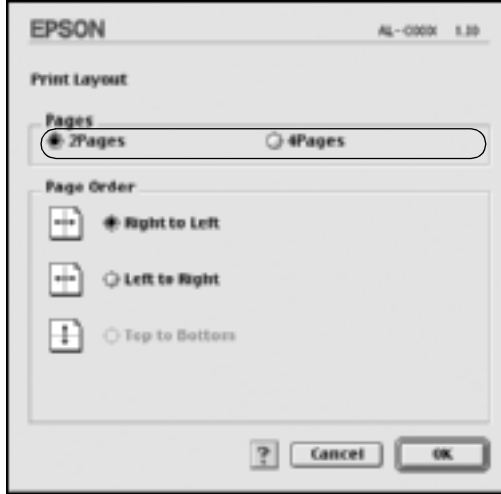 EPSON AL-C000X 1.10
Print Layout
Pages
2Pages 4Pages
Page Order
Right to Left
Left to Right
Top to Bottom
? Cancel OK